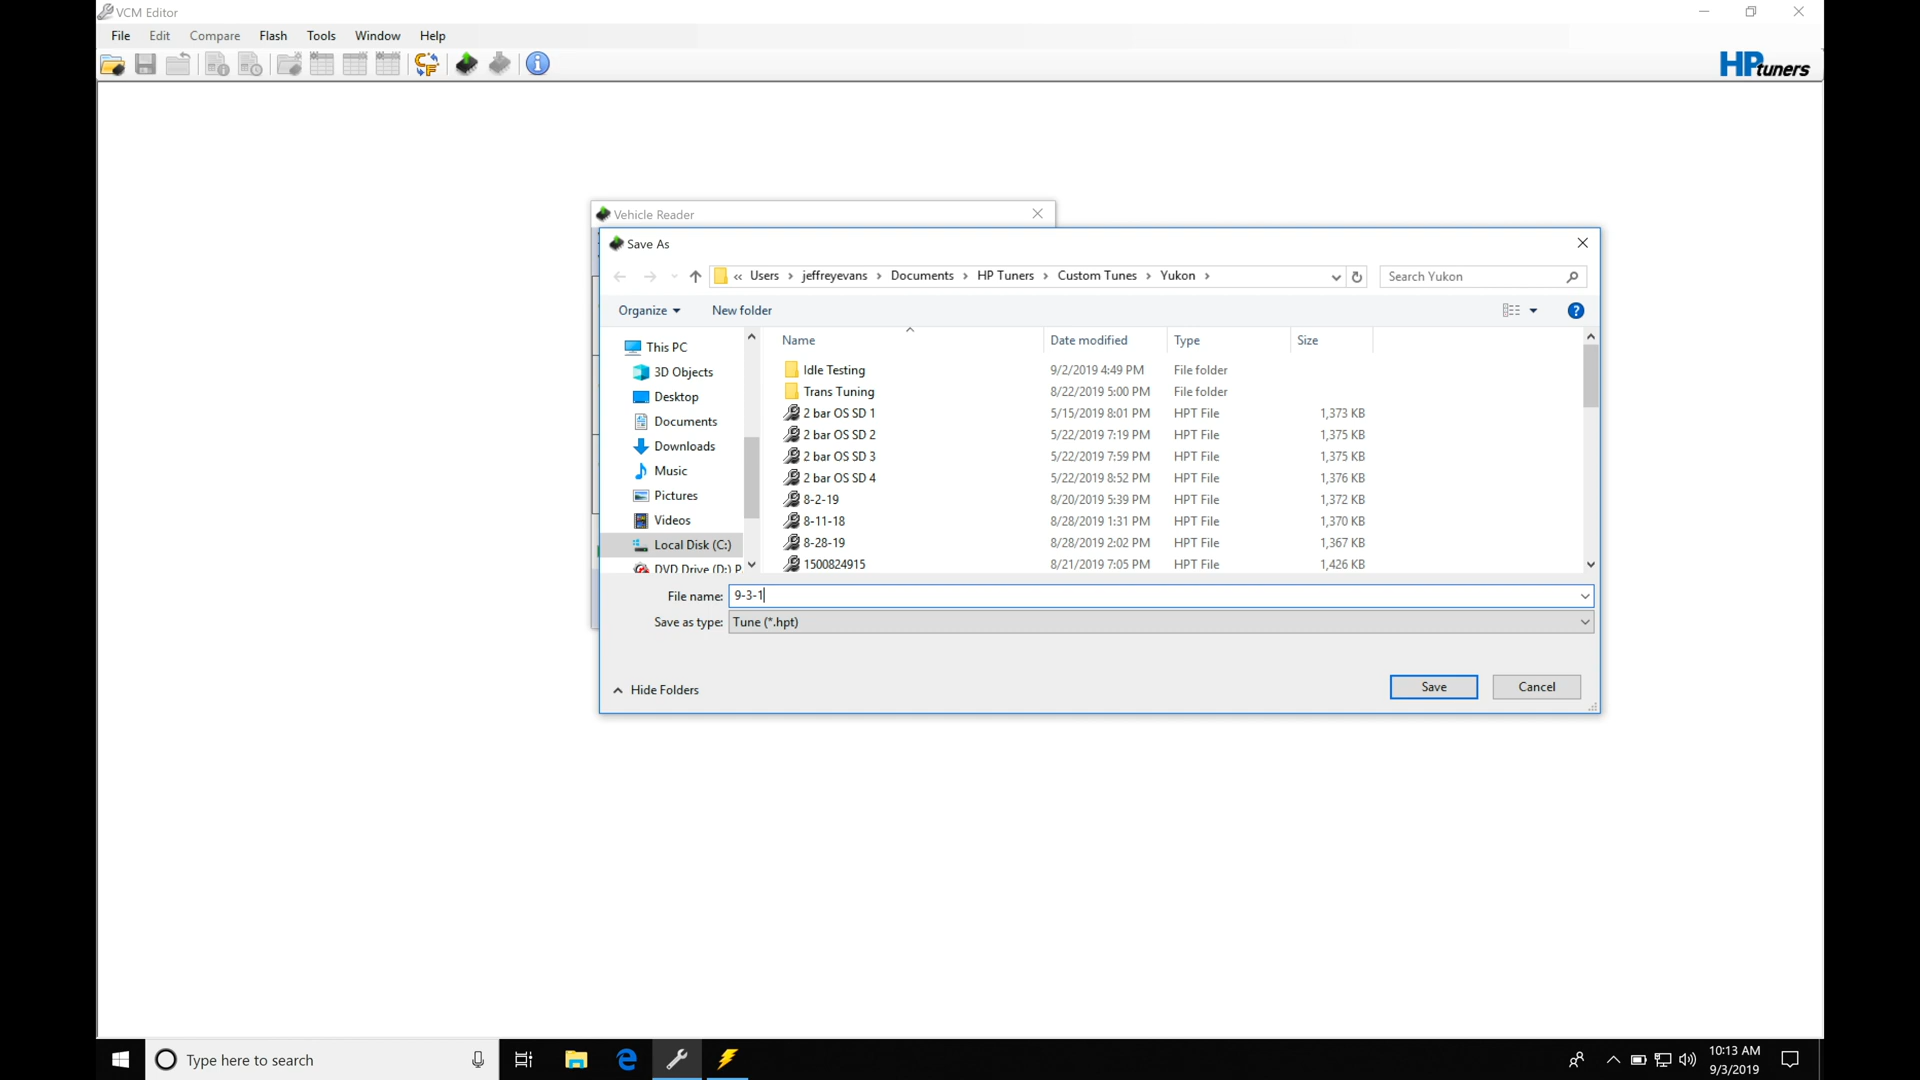 VCM Editor
File Edit Compare Flash Tools Window Help
HPtuners
Vehicle Reader
Save As
« Users › jeffreyevans › Documents › HP Tuners › Custom Tunes › Yukon ›
Search Yukon
Organize New folder
Name Date modified Type Size
This PC
3D Objects
Desktop
Documents
Downloads
Music
Pictures
Videos
Local Disk (C:)
DVD Drive (D:) P
Idle Testing 9/2/2019 4:49 PM File folder
Trans Tuning 8/22/2019 5:00 PM File folder
2 bar OS SD 1 5/15/2019 8:01 PM HPT File 1,373 KB
2 bar OS SD 2 5/22/2019 7:19 PM HPT File 1,375 KB
2 bar OS SD 3 5/22/2019 7:59 PM HPT File 1,375 KB
2 bar OS SD 4 5/22/2019 8:52 PM HPT File 1,376 KB
8-2-19 8/20/2019 5:39 PM HPT File 1,372 KB
8-11-18 8/28/2019 1:31 PM HPT File 1,370 KB
8-28-19 8/28/2019 2:02 PM HPT File 1,367 KB
1500824915 8/21/2019 7:05 PM HPT File 1,426 KB
File name: 9-3-1
Save as type: Tune (*.hpt)
Hide Folders
Save Cancel
Type here to search
10:13 AM
9/3/2019